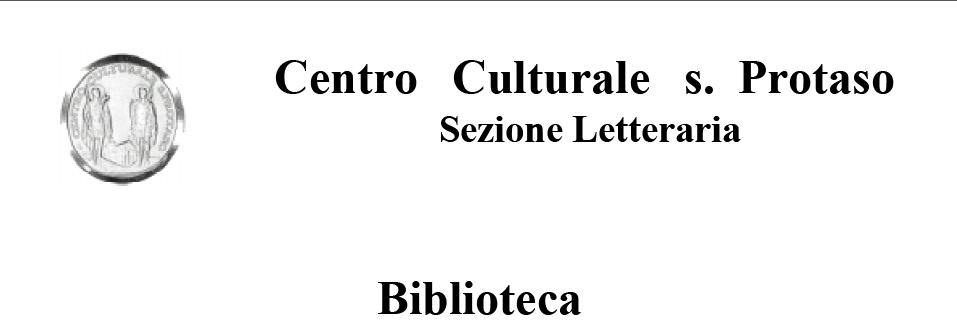 Centro Culturale s. Protaso
Sezione Letteraria
Biblioteca